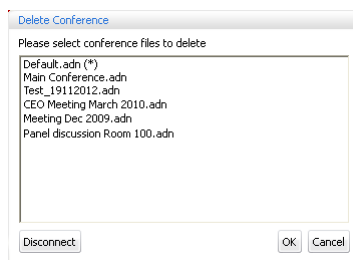 Delete Conference
Please select conference files to delete
Default.adn (*)
Main Conference.adn
Test_19112012.adn
CEO Meeting March 2010.adn
Meeting Dec 2009.adn
Panel discussion Room 100.adn
Disconnect OK Cancel